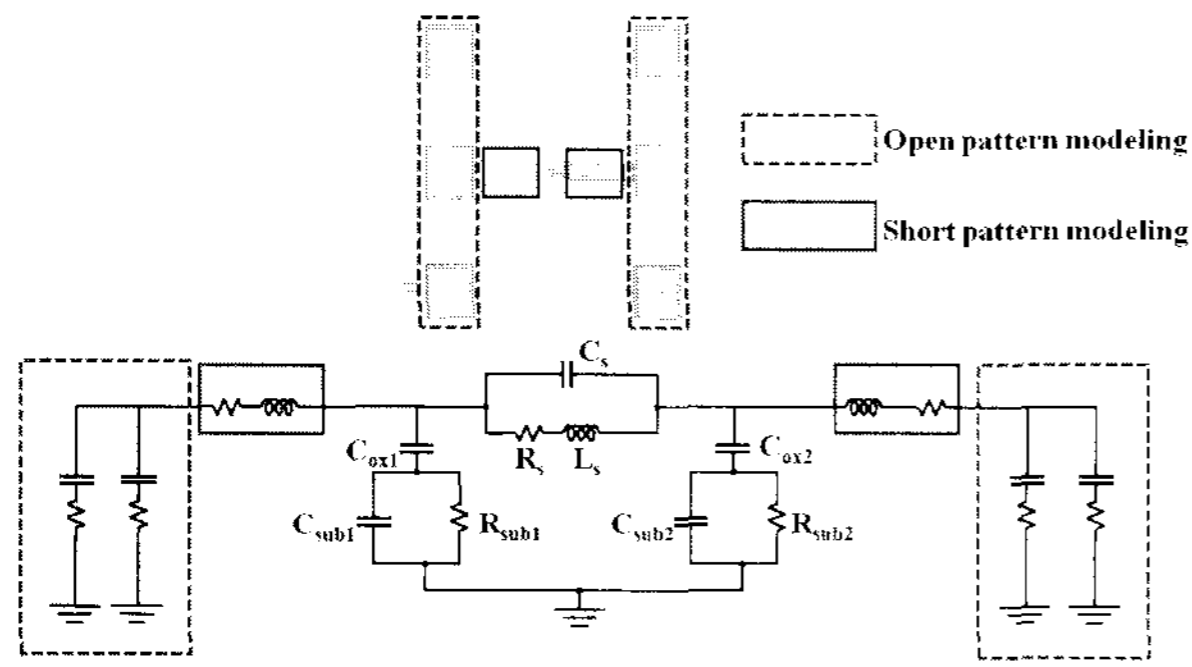 Open pattern modeling
Short pattern modeling
Cs
Cox1
Rs Ls
Cox2
Csub1 Rsub1
Csub2 Rsub2